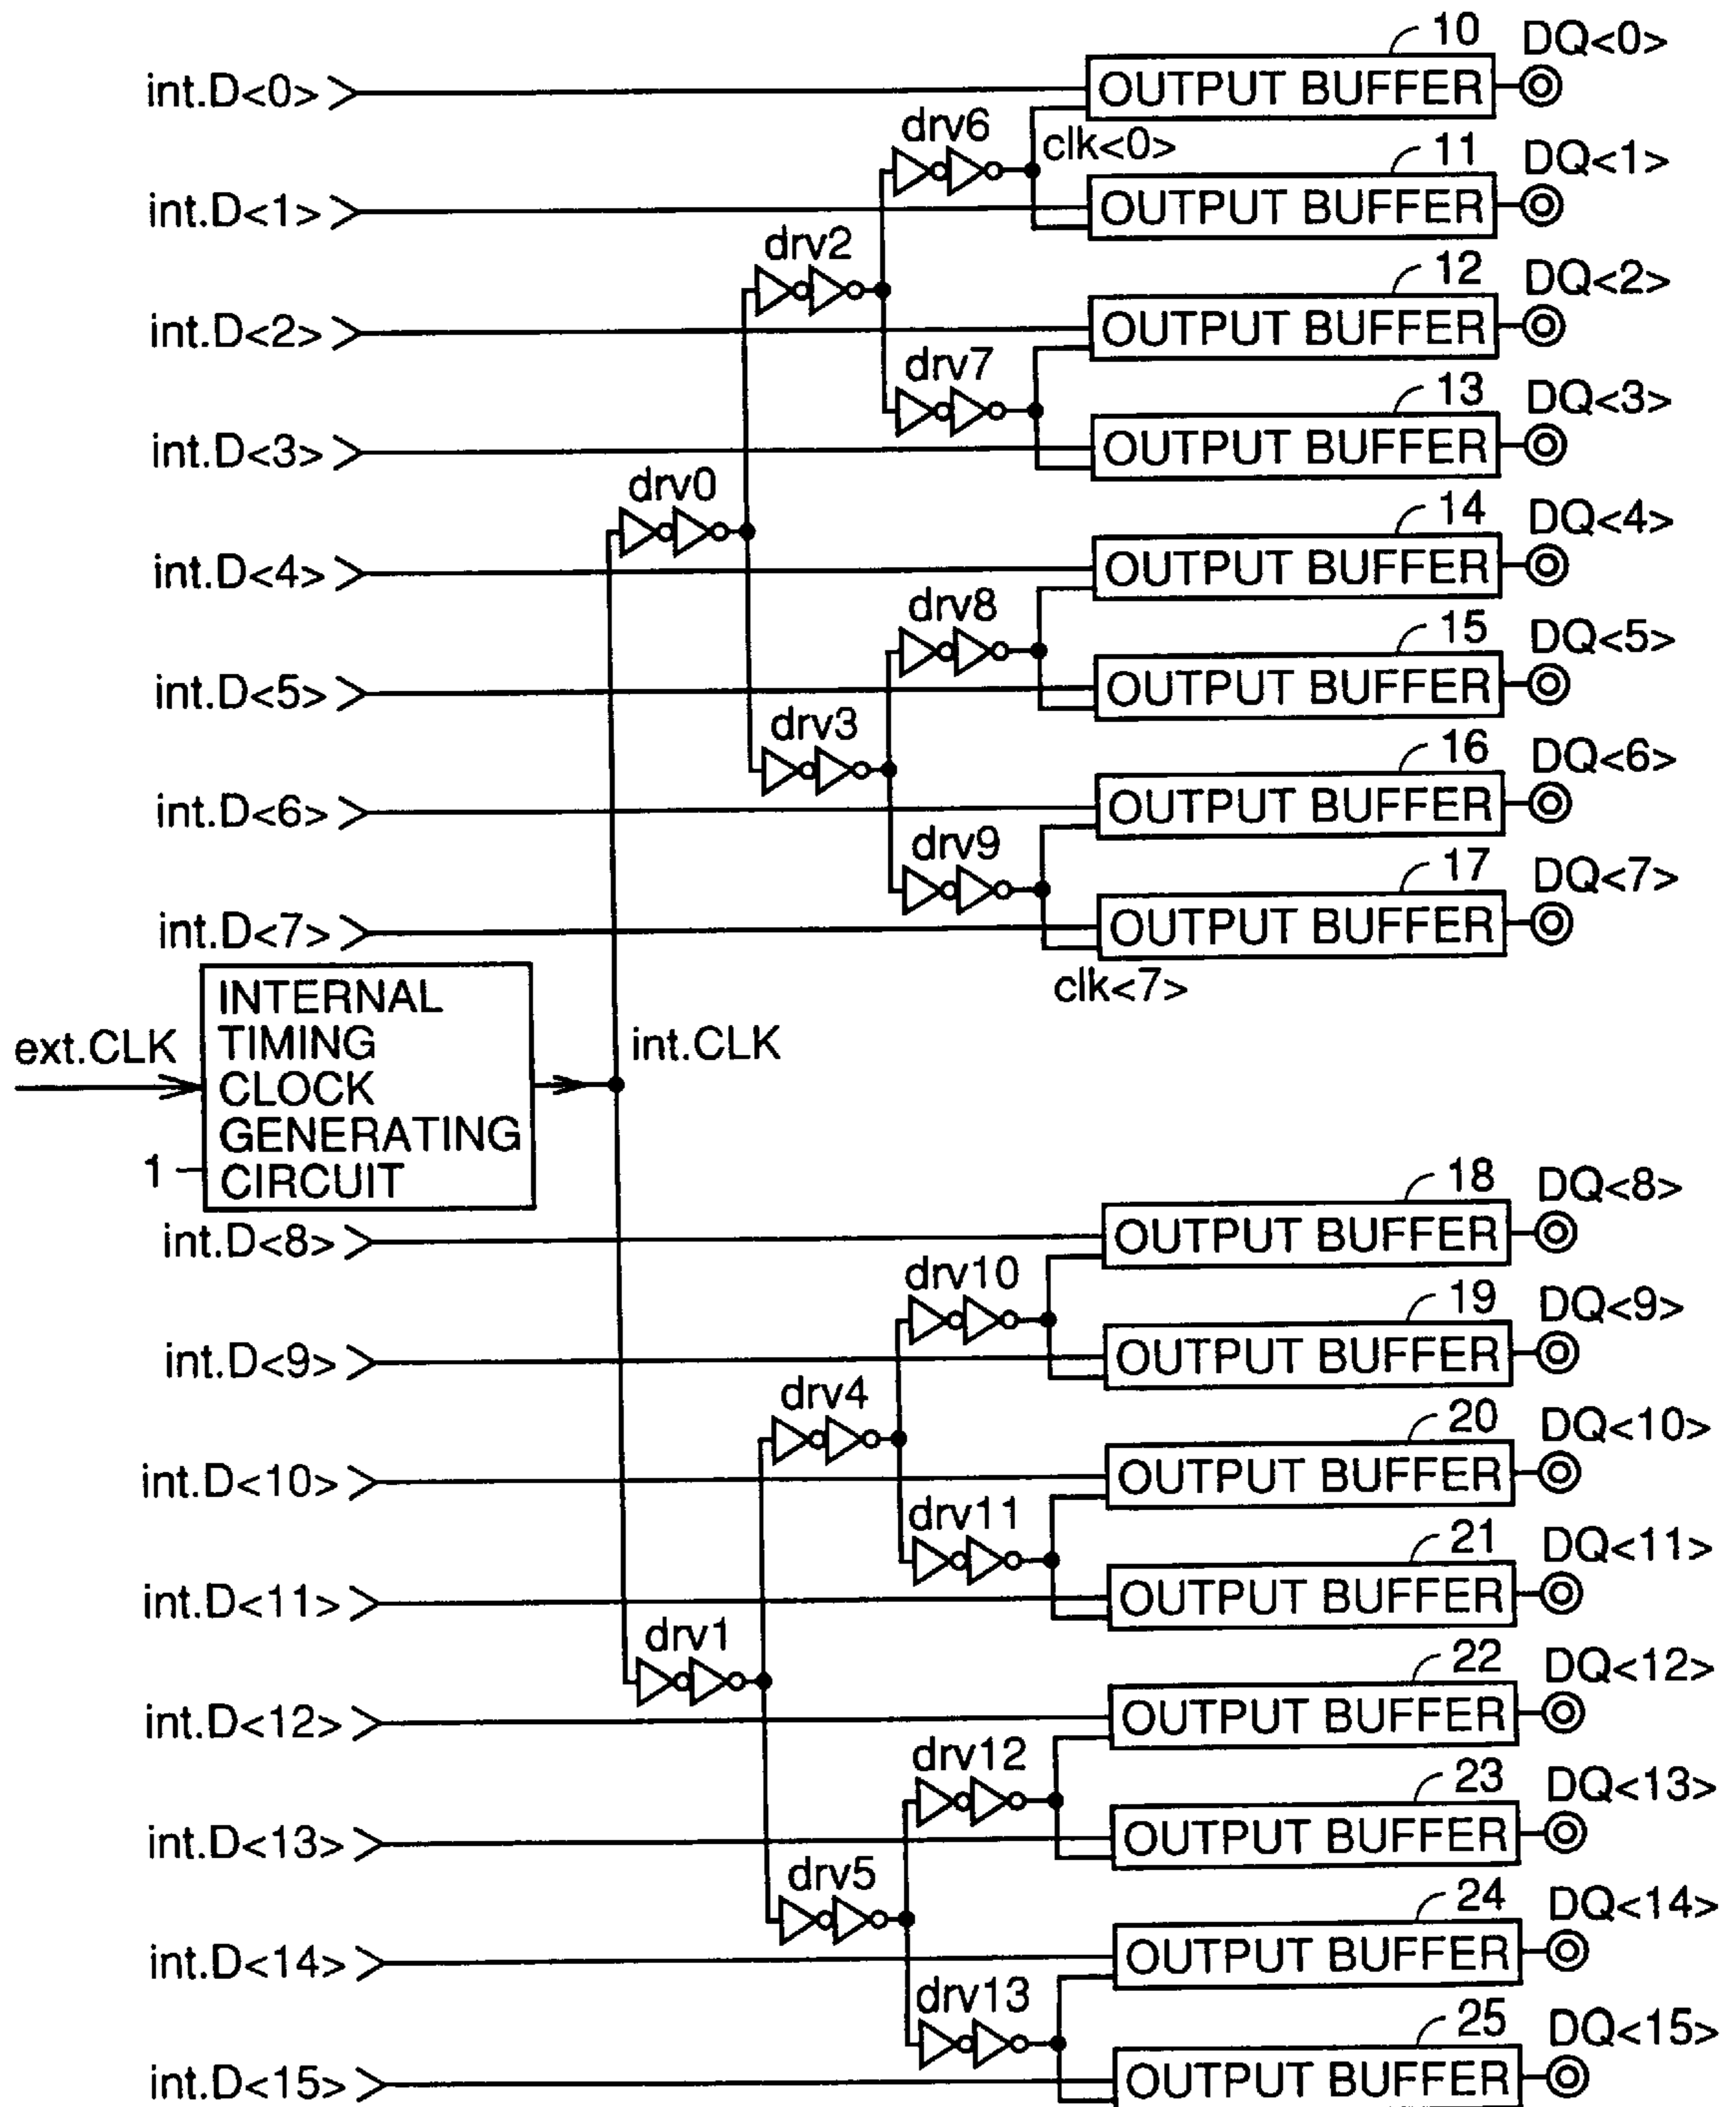 10 DQ<0>
int.D<0> OUTPUT BUFFER
drv6 clk<0>
11 DQ<1>
int.D<1> OUTPUT BUFFER
drv2
12 DQ<2>
int.D<2> OUTPUT BUFFER
drv7
13 DQ<3>
int.D<3> OUTPUT BUFFER
drv0
14 DQ<4>
int.D<4> OUTPUT BUFFER
drv8
15 DQ<5>
int.D<5> OUTPUT BUFFER
drv3
16 DQ<6>
int.D<6> OUTPUT BUFFER
drv9
17 DQ<7>
int.D<7> OUTPUT BUFFER
clk<7>
ext.CLK
INTERNAL
TIMING
CLOCK
GENERATING
CIRCUIT
1
int.CLK
18 DQ<8>
int.D<8> OUTPUT BUFFER
drv10
19 DQ<9>
int.D<9> OUTPUT BUFFER
drv4
20 DQ<10>
int.D<10> OUTPUT BUFFER
drv11
21 DQ<11>
int.D<11> OUTPUT BUFFER
drv1
22 DQ<12>
int.D<12> OUTPUT BUFFER
drv12
23 DQ<13>
int.D<13> OUTPUT BUFFER
drv5
24 DQ<14>
int.D<14> OUTPUT BUFFER
drv13
25 DQ<15>
int.D<15> OUTPUT BUFFER